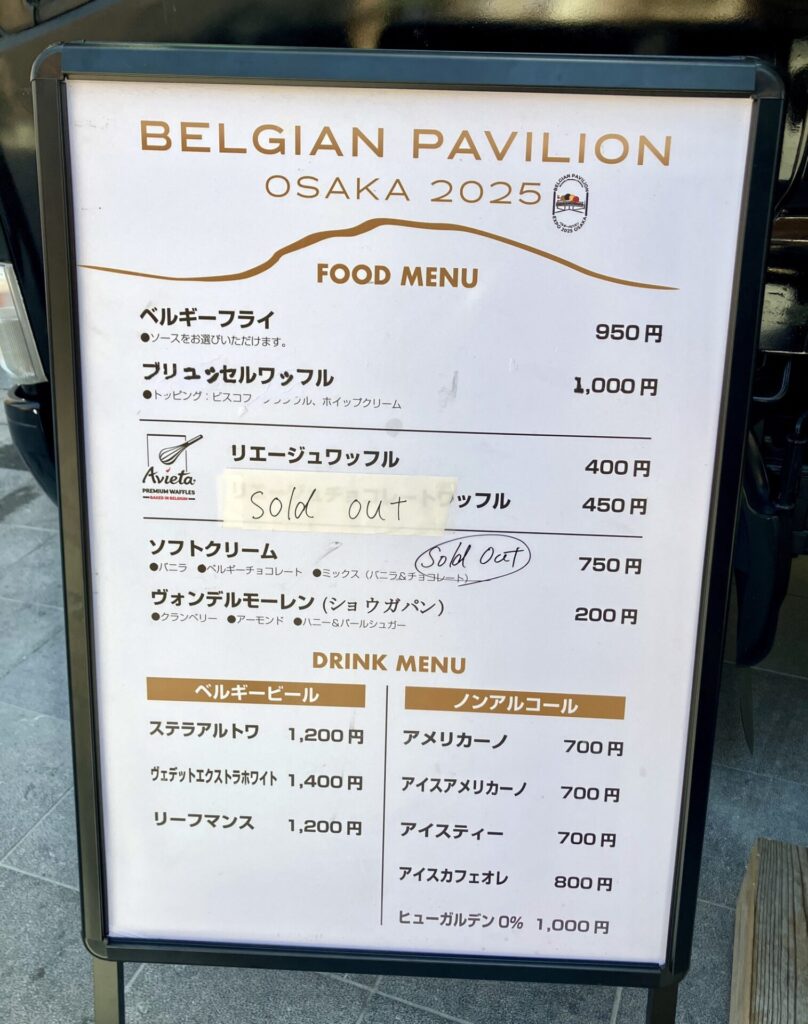 BELGIAN PAVILION
OSAKA 2025
BELGIAN PAVILION
EXPO 2025 OSAKA
FOOD MENU
ベルギーフライ 950円
●ソースをお選びいただけます。
ブリュッセルワッフル 1,000円
●トッピング:ビスコフ ホイップクリーム
Avieta
PREMIUM WAFFLES
BAKED IN BELGIUM
リエージュワッフル 400円
sold out ワッフル 450円
ソフトクリーム Sold Out 750円
●バニラ ●ベルギーチョコレート ●ミックス(バニラ&チョコレート)
ヴォンデルモーレン(ショウガパン) 200円
●クランベリー ●アーモンド ●ハニー&パールシュガー
DRINK MENU
ベルギービール
ステラアルトワ 1,200円
ヴェデットエクストラホワイト 1,400円
リーフマンス 1,200円
ノンアルコール
アメリカーノ 700円
アイスアメリカーノ 700円
アイスティー 700円
アイスカフェオレ 800円
ヒューガルデン0% 1,000円